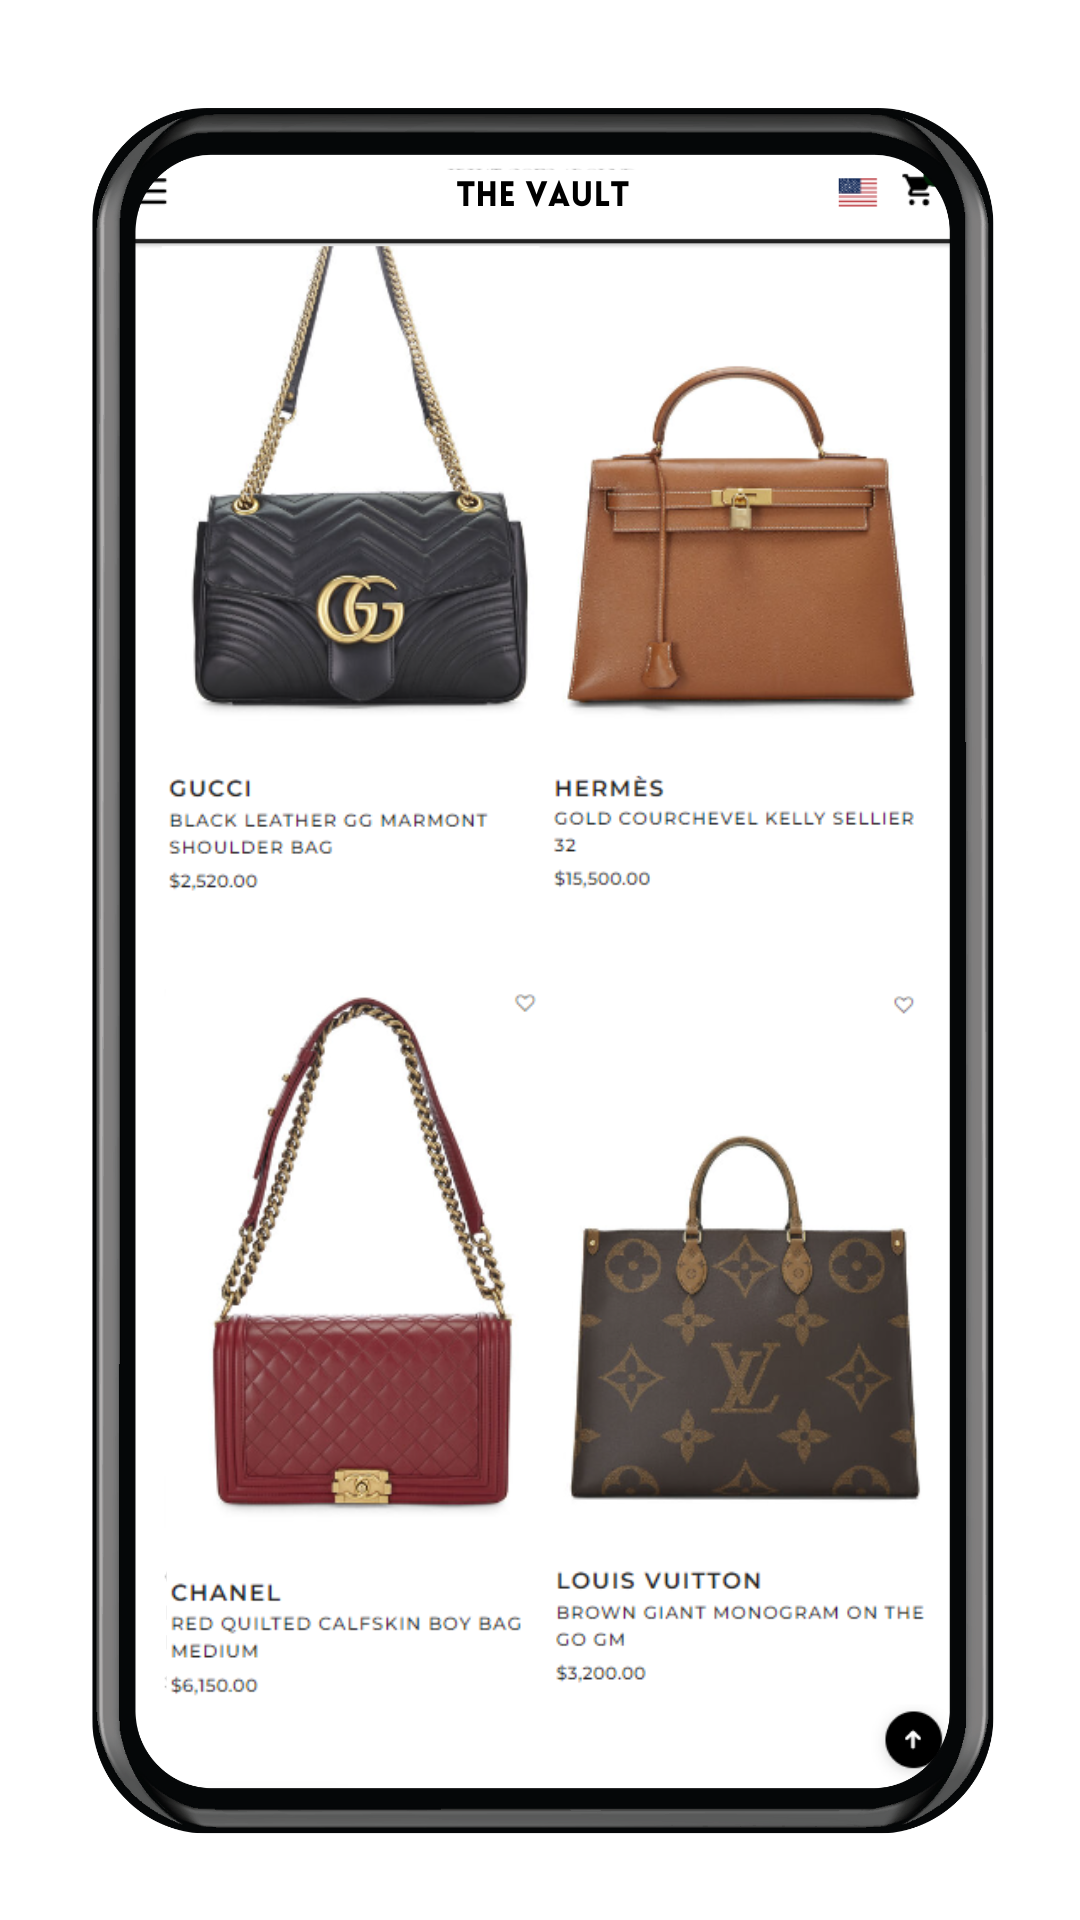 THE VAULT
GG
GUCCI
BLACK LEATHER GG MARMONT
SHOULDER BAG
$2,520.00
HERMÈS
GOLD COURCHEVEL KELLY SELLIER
32
$15,500.00
LV
CHANEL
RED QUILTED CALFSKIN BOY BAG
MEDIUM
$6,150.00
LOUIS VUITTON
BROWN GIANT MONOGRAM ON THE
GO GM
$3,200.00